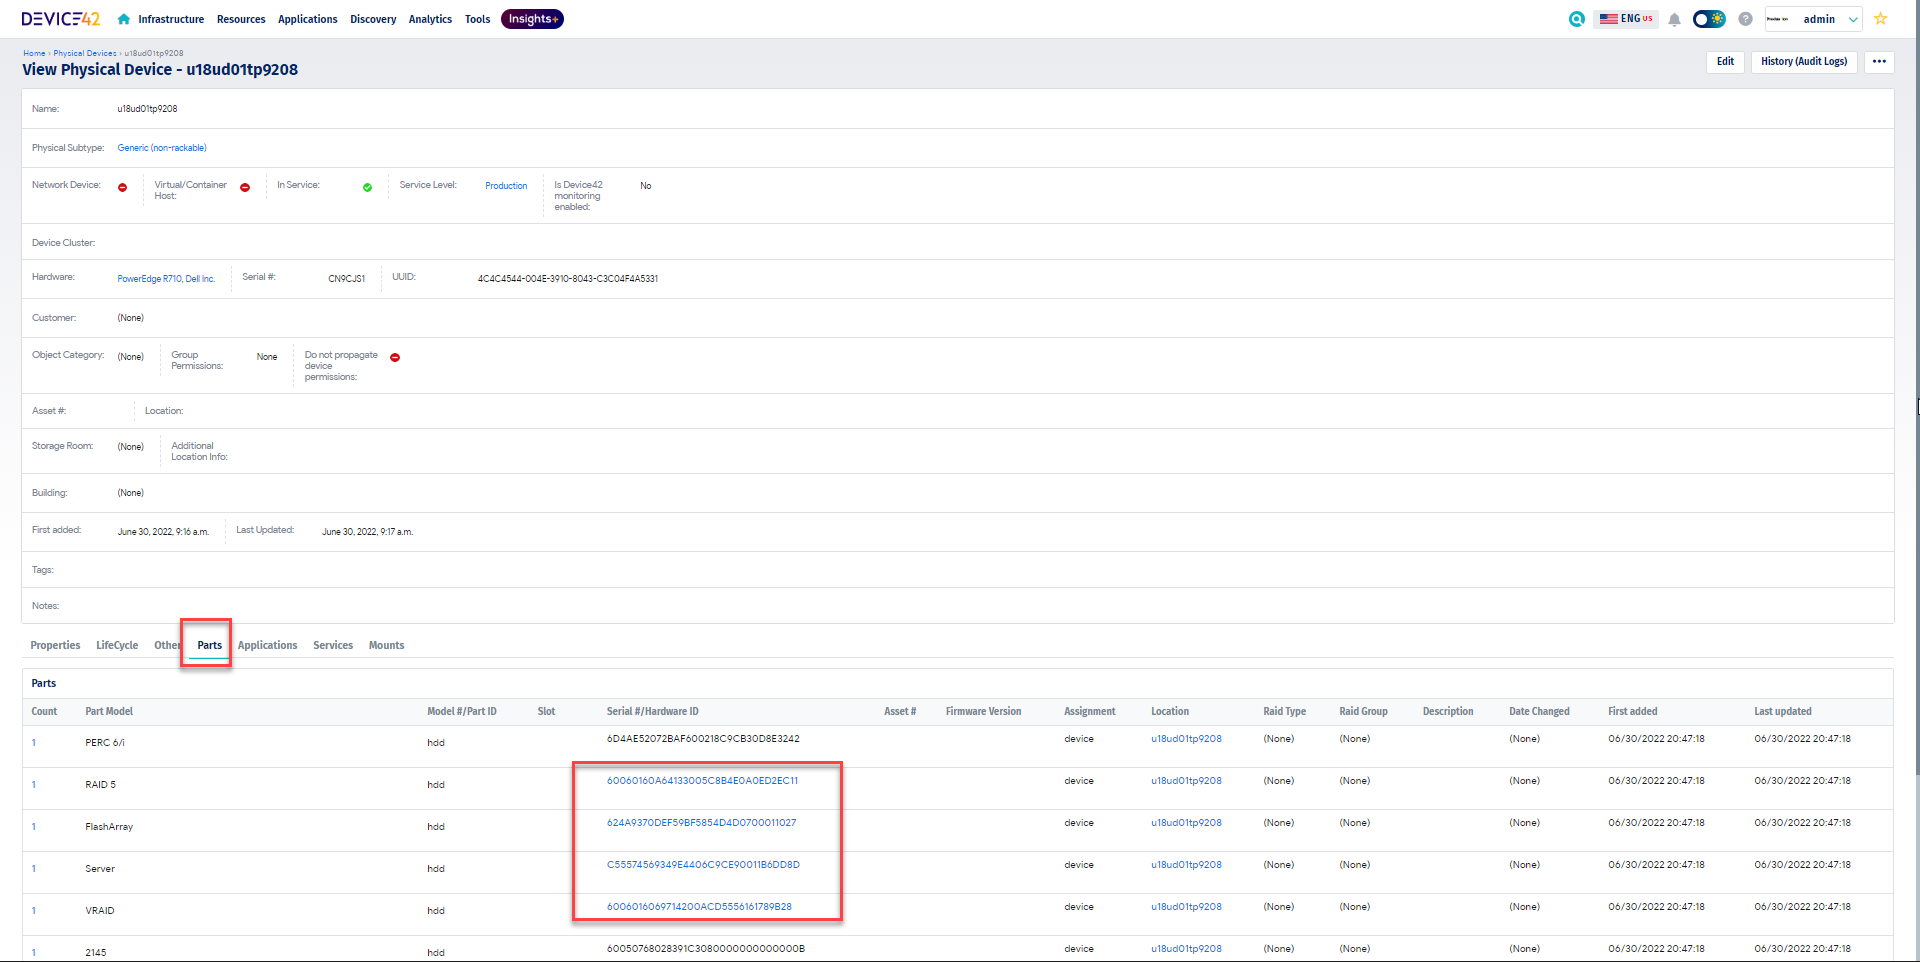 DEVICE42 Infrastructure Resources Applications Discovery Analytics Tools Insights+ ENG US ? admin
Home › Physical Devices › u18ud01tp9208
View Physical Device - u18ud01tp9208
Edit History (Audit Logs) •••
Name: u18ud01tp9208
Physical Subtype: Generic (non-rackable)
Network Device: Virtual/Container Host: In Service: Service Level: Production Is Device42 monitoring enabled: No
Device Cluster:
Hardware: PowerEdge R710, Dell Inc. Serial #: CN9CJS1 UUID: 4C4C4544-004E-3910-8043-C3C04F4A5331
Customer: (None)
Object Category: (None) Group Permissions: None Do not propagate device permissions:
Asset #: Location:
Storage Room: (None) Additional Location Info:
Building: (None)
First added: June 30, 2022, 9:16 a.m. Last Updated: June 30, 2022, 9:17 a.m.
Tags:
Notes:
Properties LifeCycle Other Parts Applications Services Mounts
Parts
Count Part Model Model #/Part ID Slot Serial #/Hardware ID Asset # Firmware Version Assignment Location Raid Type Raid Group Description Date Changed First added Last updated
1 PERC 6/i hdd 6D4AE52072BAF600218C9CB30D8E3242 device u18ud01tp9208 (None) (None) (None) 06/30/2022 20:47:18 06/30/2022 20:47:18
1 RAID 5 hdd 60060160A64133005C8B4E0A0ED2EC11 device u18ud01tp9208 (None) (None) (None) 06/30/2022 20:47:18 06/30/2022 20:47:18
1 FlashArray hdd 624A9370DEF59BF5854D4D0700011027 device u18ud01tp9208 (None) (None) (None) 06/30/2022 20:47:18 06/30/2022 20:47:18
1 Server hdd C55574569349E4406C9CE90011B6DD8D device u18ud01tp9208 (None) (None) (None) 06/30/2022 20:47:18 06/30/2022 20:47:18
1 VRAID hdd 6006016069714200ACD5556161789B28 device u18ud01tp9208 (None) (None) (None) 06/30/2022 20:47:18 06/30/2022 20:47:18
1 2145 hdd 60050768028391C3080000000000000B device u18ud01tp9208 (None) (None) (None) 06/30/2022 20:47:18 06/30/2022 20:47:18